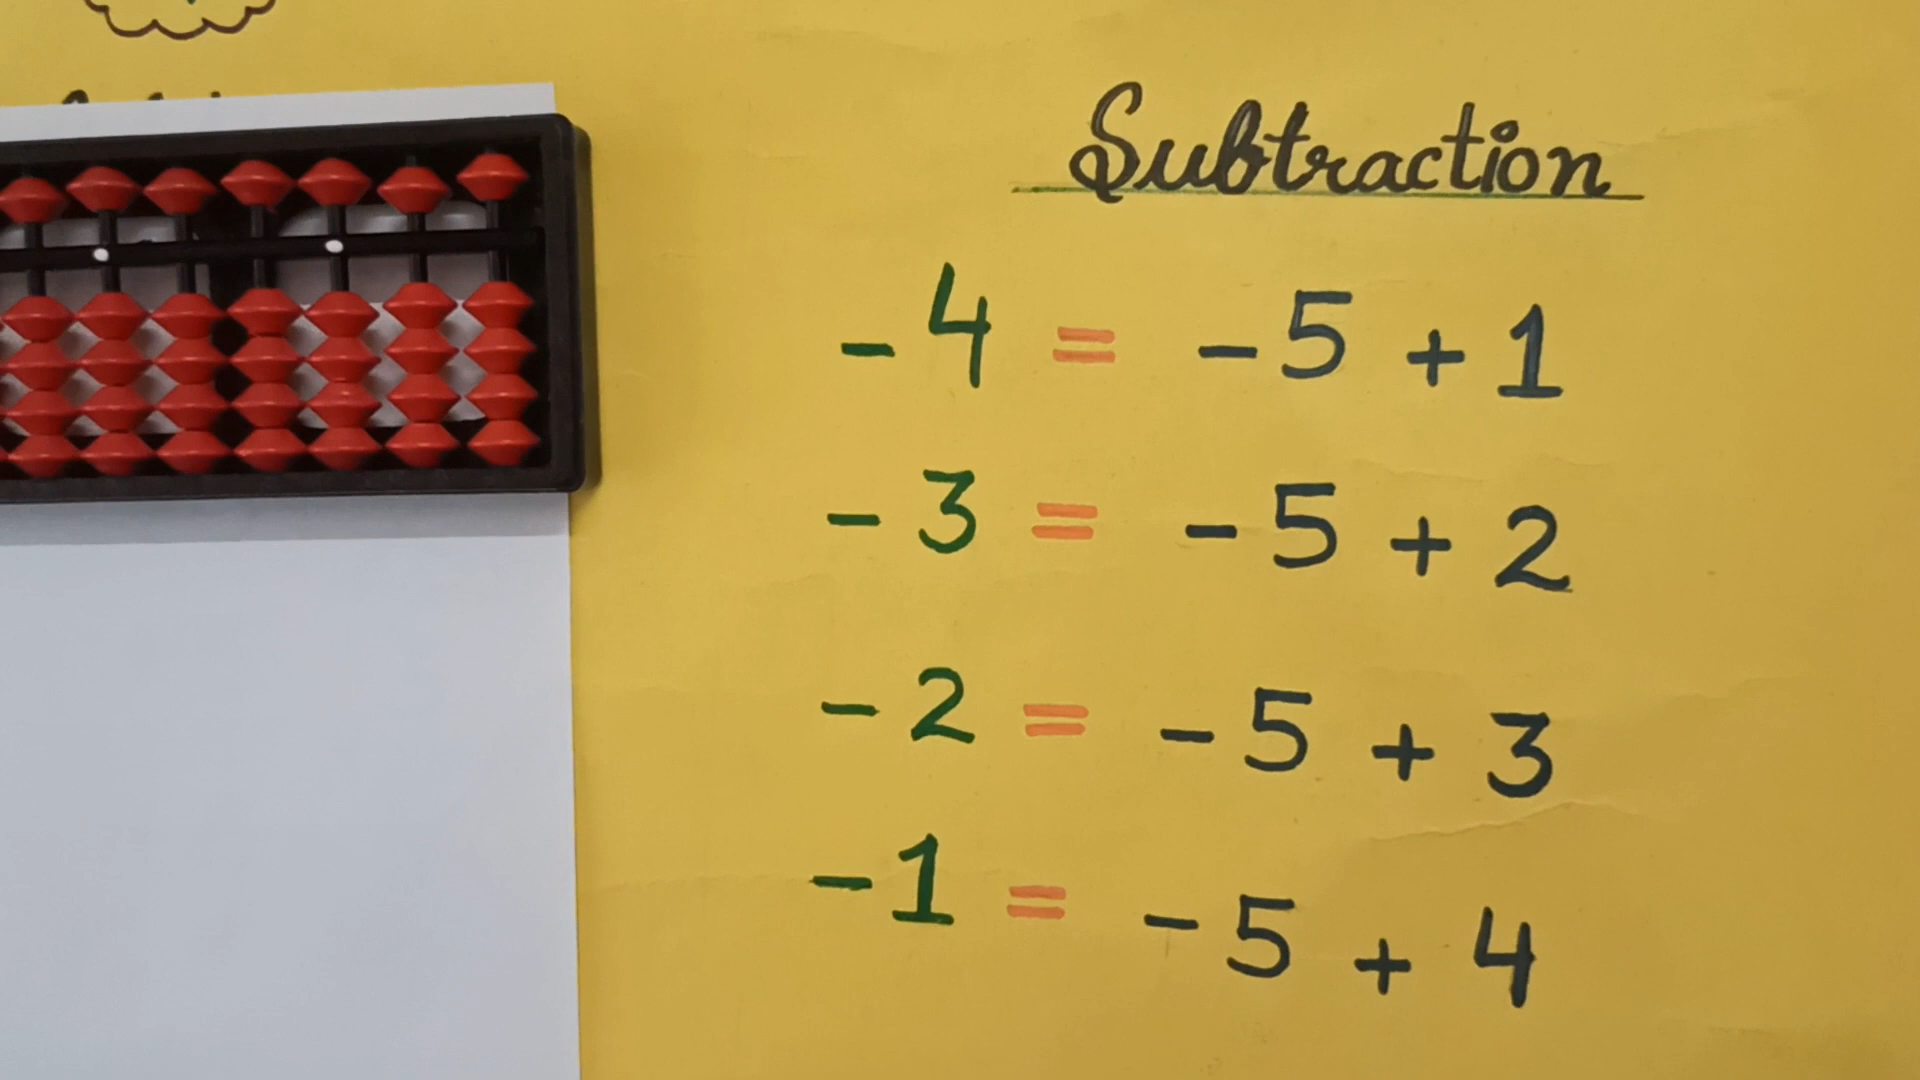 Subtraction
- 4 = - 5 + 1
- 3 = - 5 + 2
- 2 = - 5 + 3
- 1 = - 5 + 4